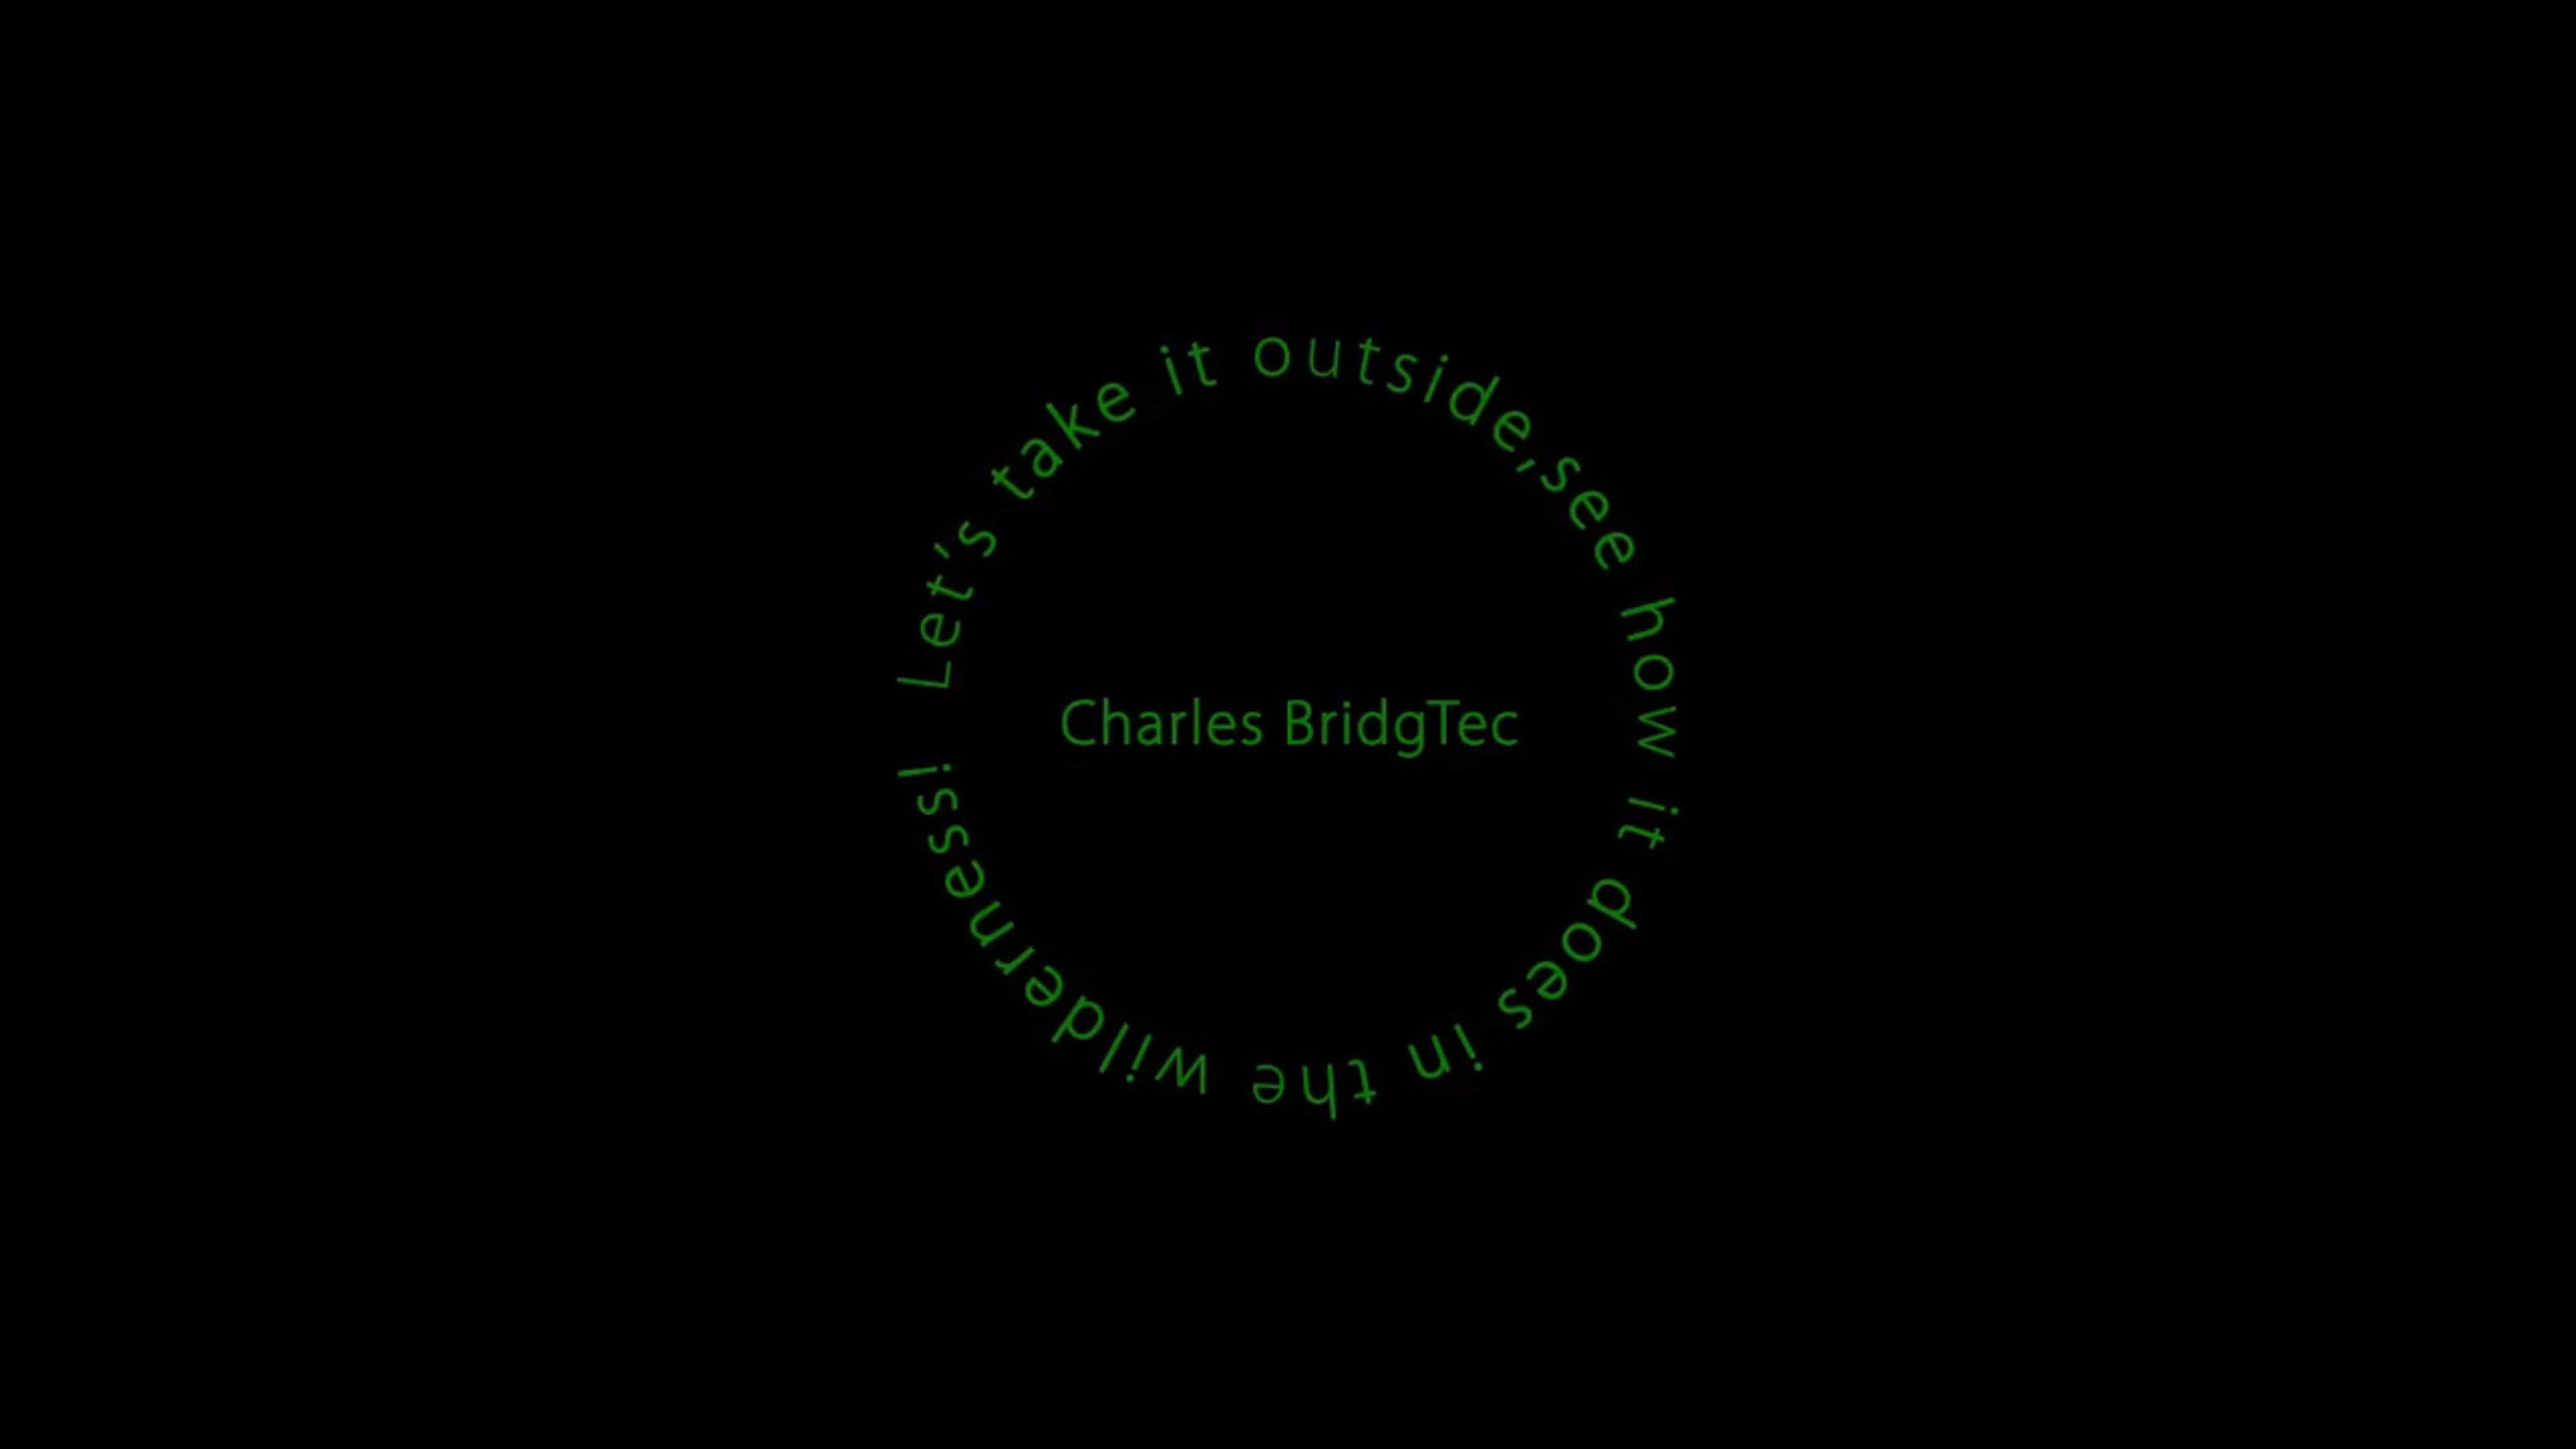 Let's take it outside,see how it does in the wilderness!
Charles BridgTec